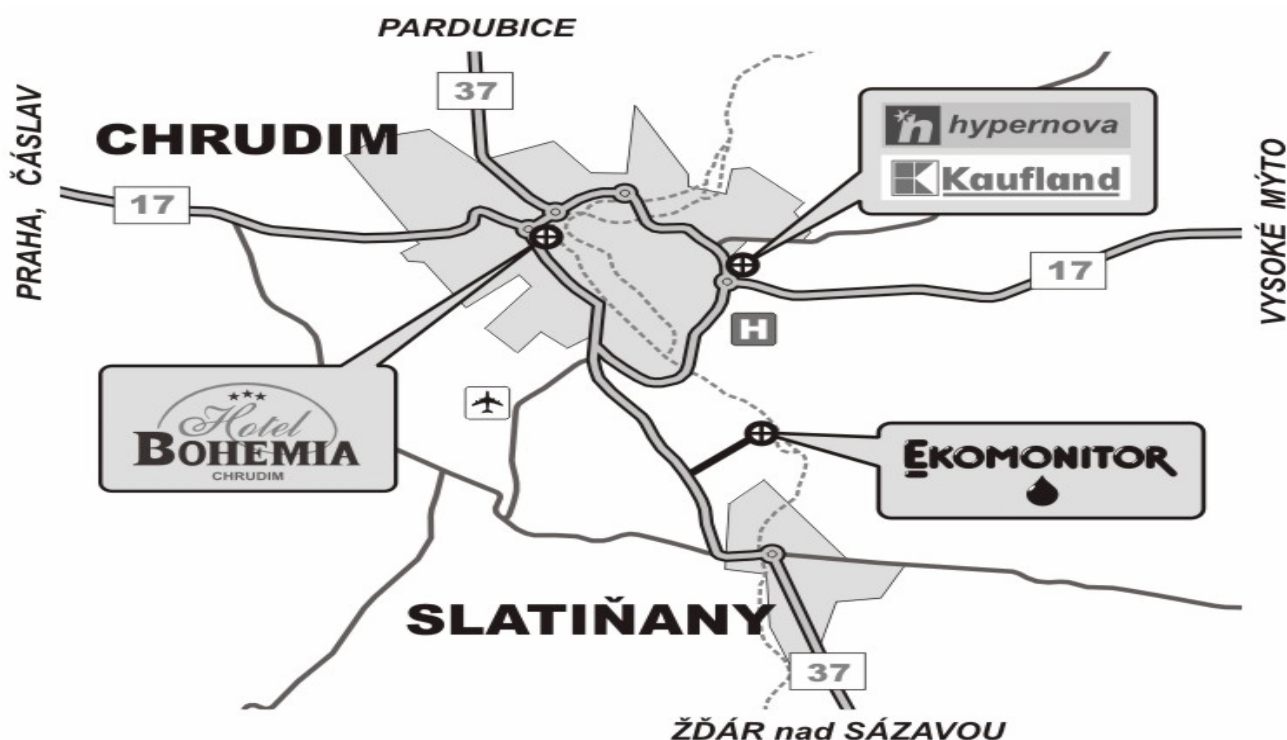 PARDUBICE
37
hypernova
Kaufland
CHRUDIM
PRAHA, ČÁSLAV
17
VYSOKÉ MÝTO
17
H
Hotel
BOHEMIA
CHRUDIM
EKOMONITOR
SLATIŇANY
37
ŽĎÁR nad SÁZAVOU